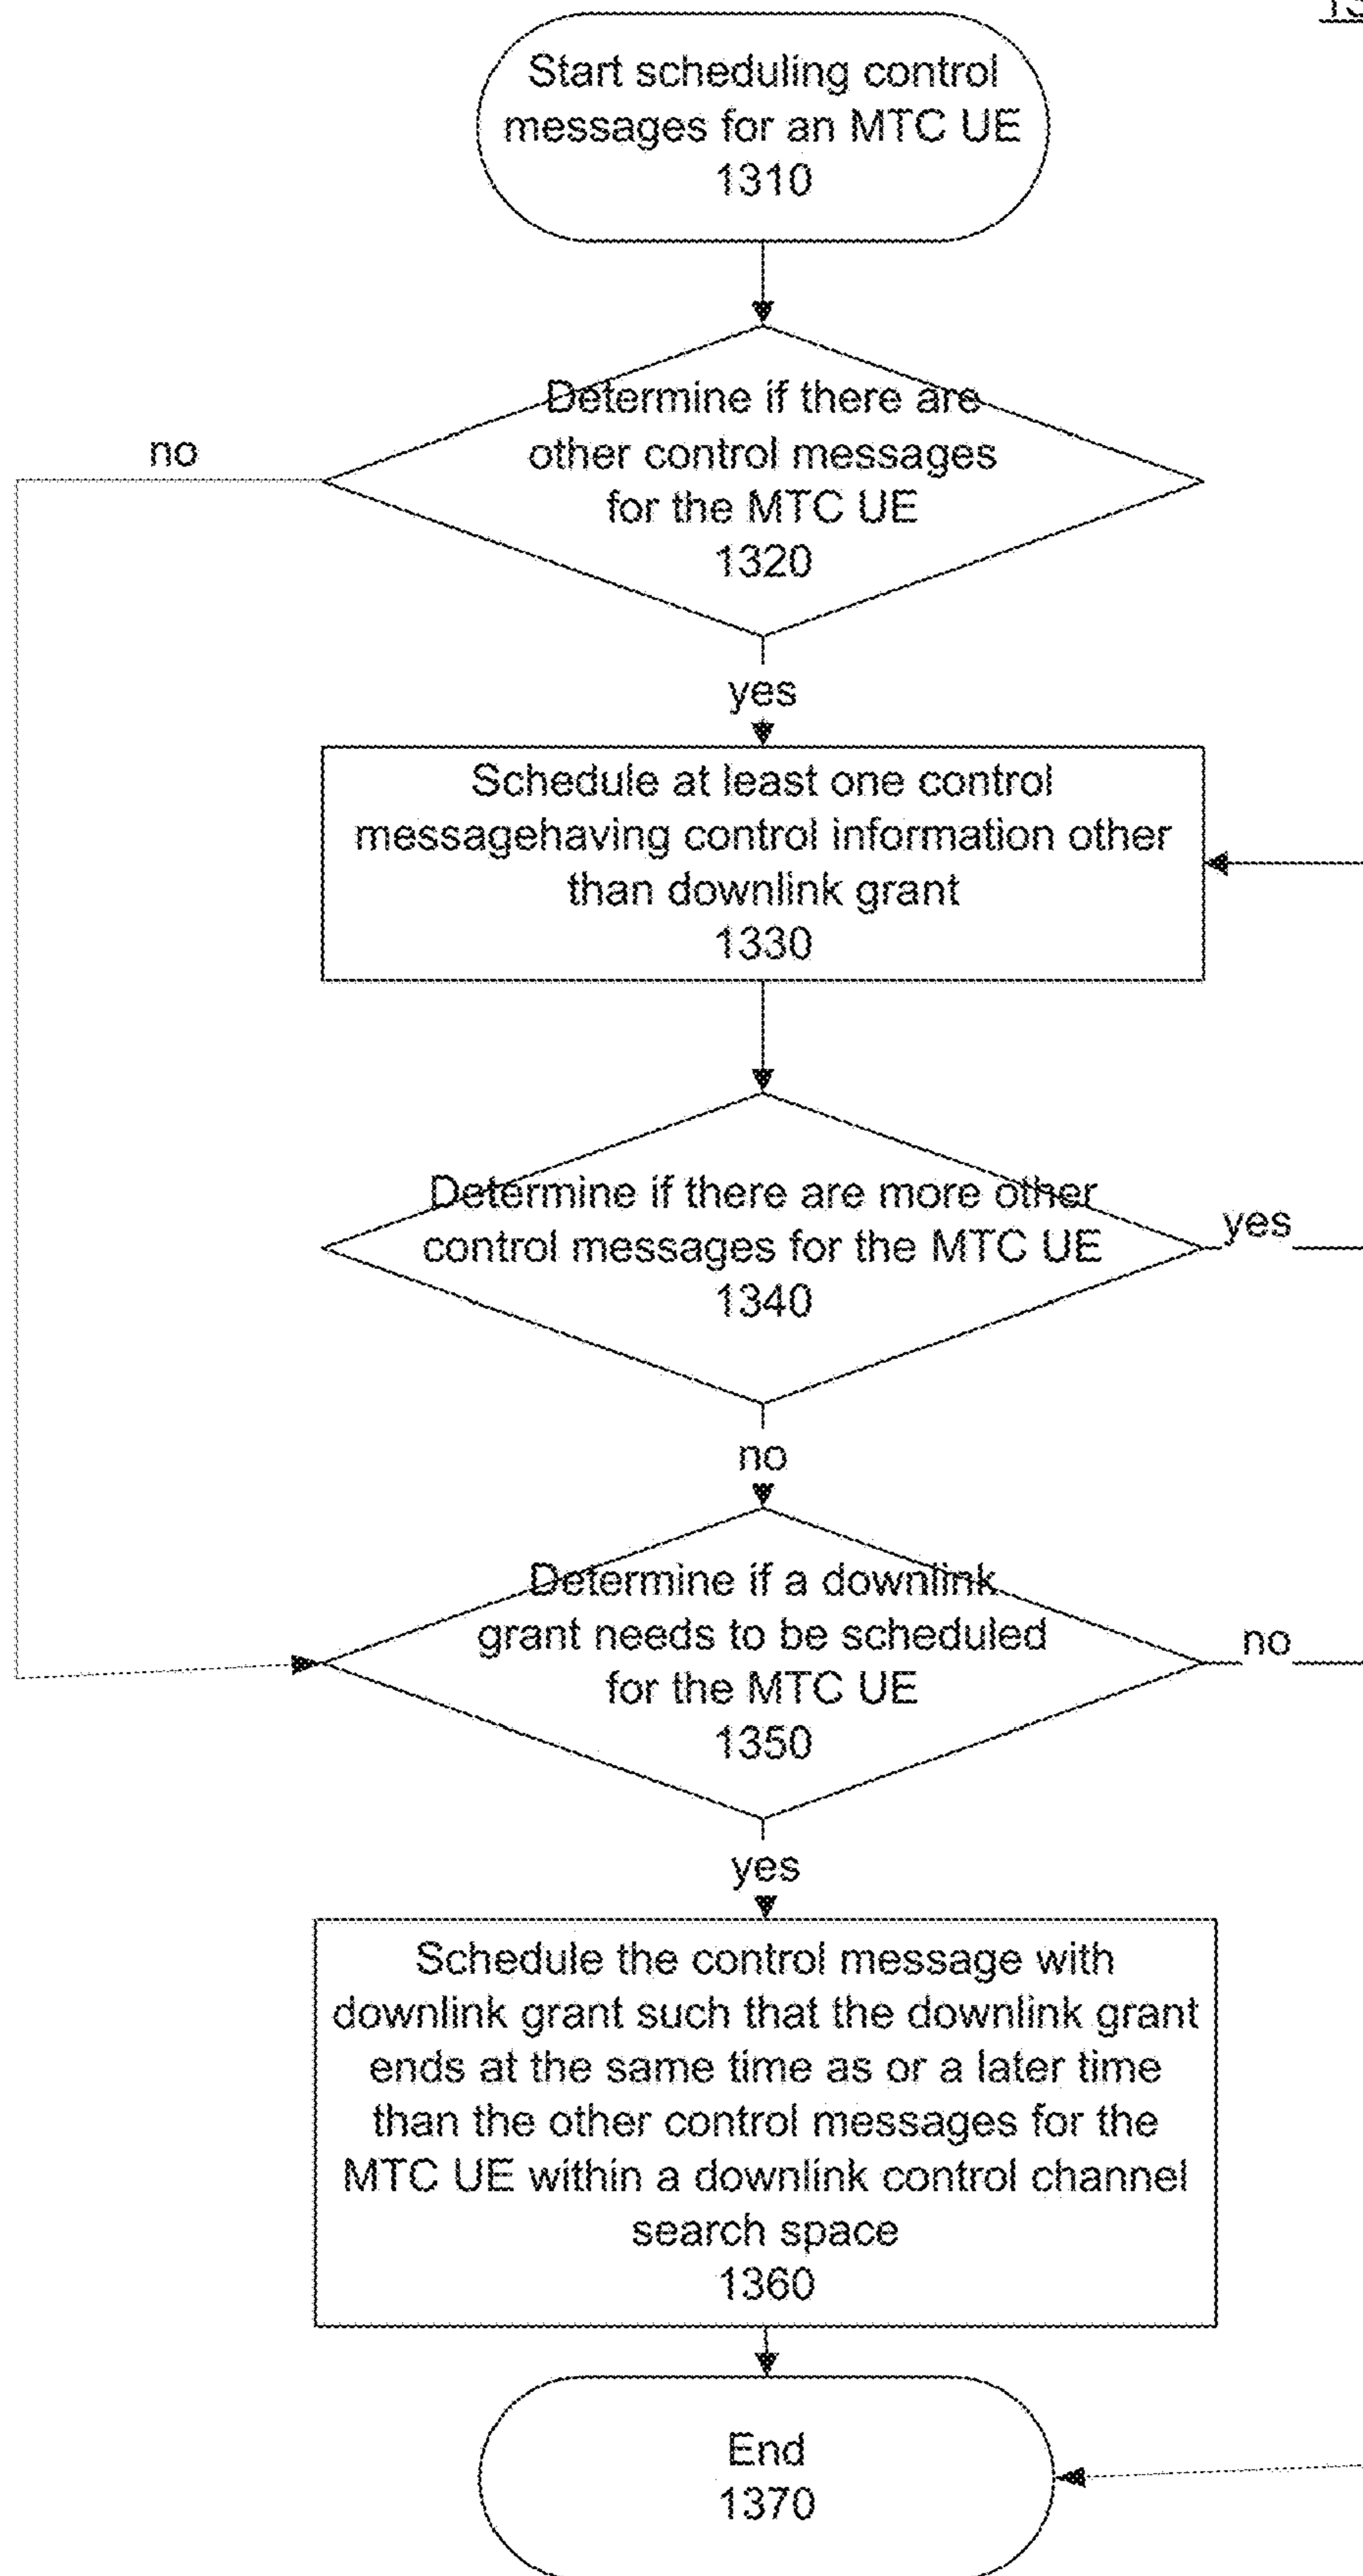 Start scheduling control
messages for an MTC UE
1310
Determine if there are
other control messages
for the MTC UE
1320
no
yes
Schedule at least one control
messagehaving control information other
than downlink grant
1330
Determine if there are more other
control messages for the MTC UE
1340
yes
no
Determine if a downlink
grant needs to be scheduled
for the MTC UE
1350
no
yes
Schedule the control message with
downlink grant such that the downlink grant
ends at the same time as or a later time
than the other control messages for the
MTC UE within a downlink control channel
search space
1360
End
1370